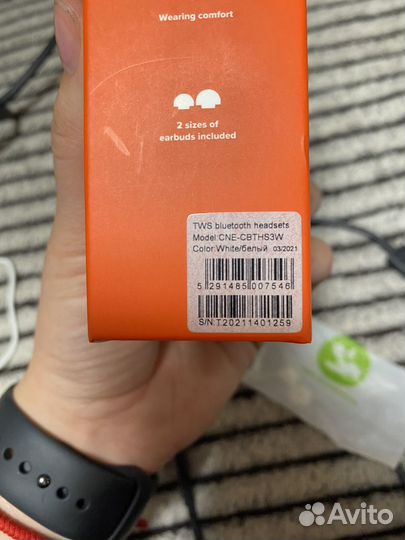 Wearing comfort
2 sizes of
earbuds included
TWS bluetooth headsets
Model:CNE-CBTHS3W
Color:White/белый 03/2021
5 291485 007546
S/N:T20211401259
Avito